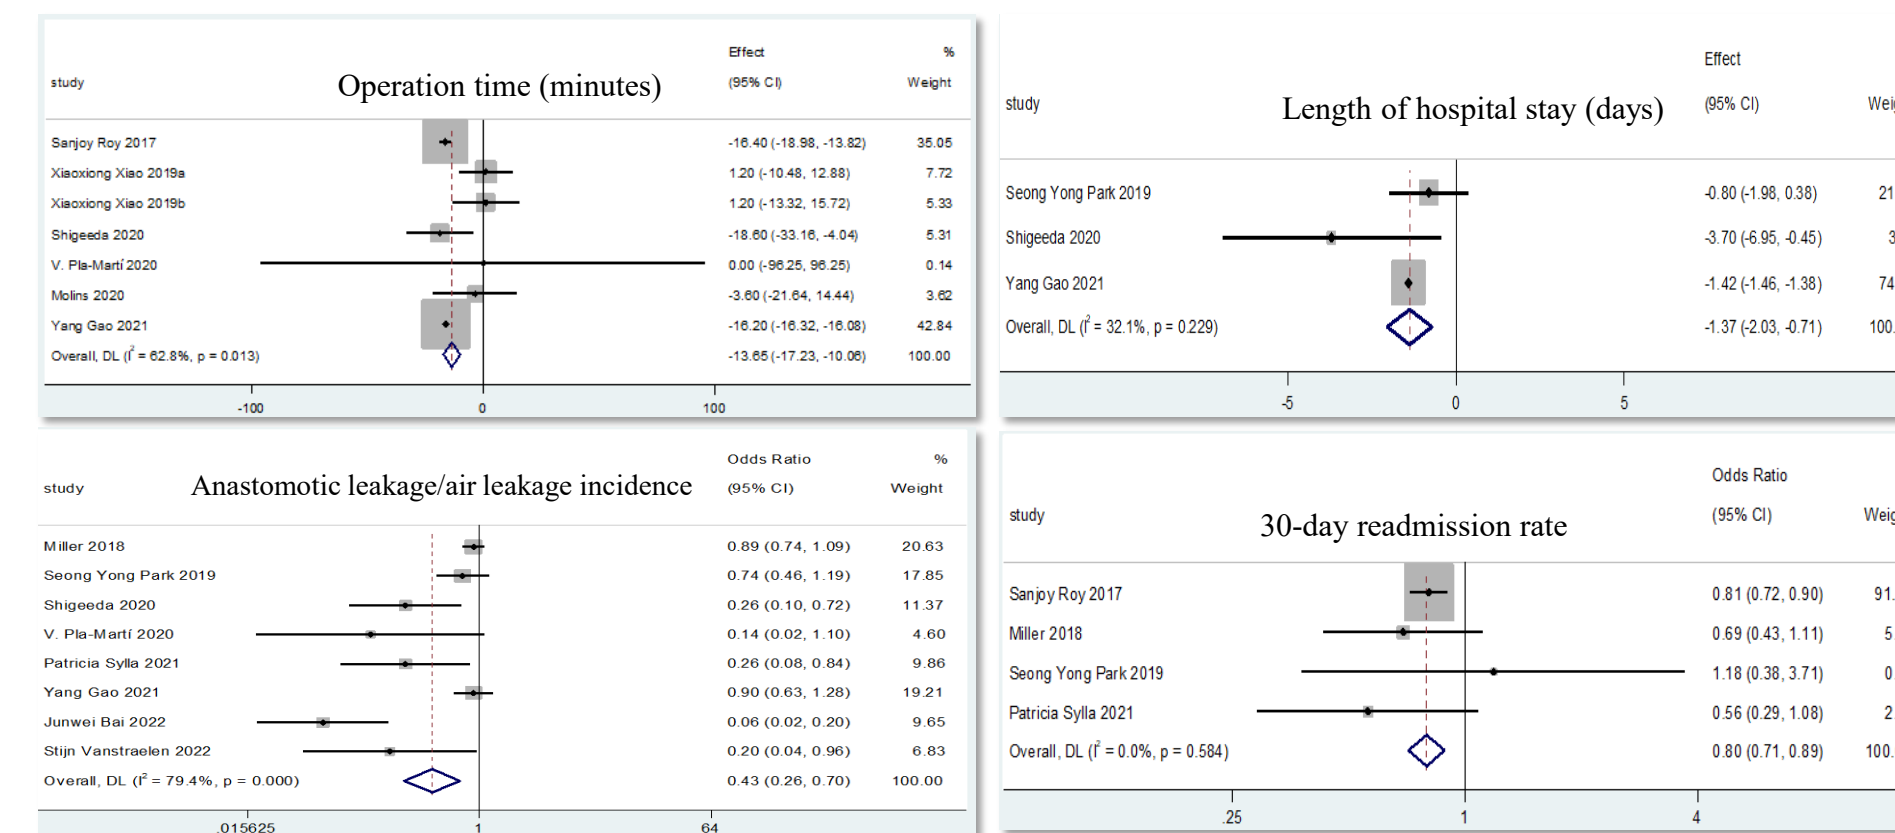 Effect %
study Operation time (minutes) (95% CI) Weight
Sanjoy Roy 2017 -16.40 (-18.98, -13.82) 35.05
Xiaoxiong Xiao 2019a 1.20 (-10.48, 12.88) 7.72
Xiaoxiong Xiao 2019b 1.20 (-13.32, 15.72) 5.33
Shigeeda 2020 -18.60 (-33.16, -4.04) 5.31
V. Pla-Martí 2020 0.00 (-96.25, 96.25) 0.14
Molins 2020 -3.60 (-21.64, 14.44) 3.62
Yang Gao 2021 -16.20 (-16.32, -16.08) 42.84
Overall, DL (I² = 62.8%, p = 0.013) -13.65 (-17.23, -10.06) 100.00
-100 0 100
Effect
study Length of hospital stay (days) (95% CI) Wei
Seong Yong Park 2019 -0.80 (-1.98, 0.38) 21
Shigeeda 2020 -3.70 (-6.95, -0.45) 3
Yang Gao 2021 -1.42 (-1.46, -1.38) 74
Overall, DL (I² = 32.1%, p = 0.229) -1.37 (-2.03, -0.71) 100.
-5 0 5
Odds Ratio %
study Anastomotic leakage/air leakage incidence (95% CI) Weight
Miller 2018 0.89 (0.74, 1.09) 20.63
Seong Yong Park 2019 0.74 (0.46, 1.19) 17.85
Shigeeda 2020 0.26 (0.10, 0.72) 11.37
V. Pla-Martí 2020 0.14 (0.02, 1.10) 4.60
Patricia Sylla 2021 0.26 (0.08, 0.84) 9.86
Yang Gao 2021 0.90 (0.63, 1.28) 19.21
Junwei Bai 2022 0.06 (0.02, 0.20) 9.65
Stijn Vanstraelen 2022 0.20 (0.04, 0.96) 6.83
Overall, DL (I² = 79.4%, p = 0.000) 0.43 (0.26, 0.70) 100.00
.015625 1 64
Odds Ratio
study 30-day readmission rate (95% CI) Weig
Sanjoy Roy 2017 0.81 (0.72, 0.90) 91.
Miller 2018 0.69 (0.43, 1.11) 5
Seong Yong Park 2019 1.18 (0.38, 3.71) 0
Patricia Sylla 2021 0.56 (0.29, 1.08) 2.
Overall, DL (I² = 0.0%, p = 0.584) 0.80 (0.71, 0.89) 100.
.25 1 4